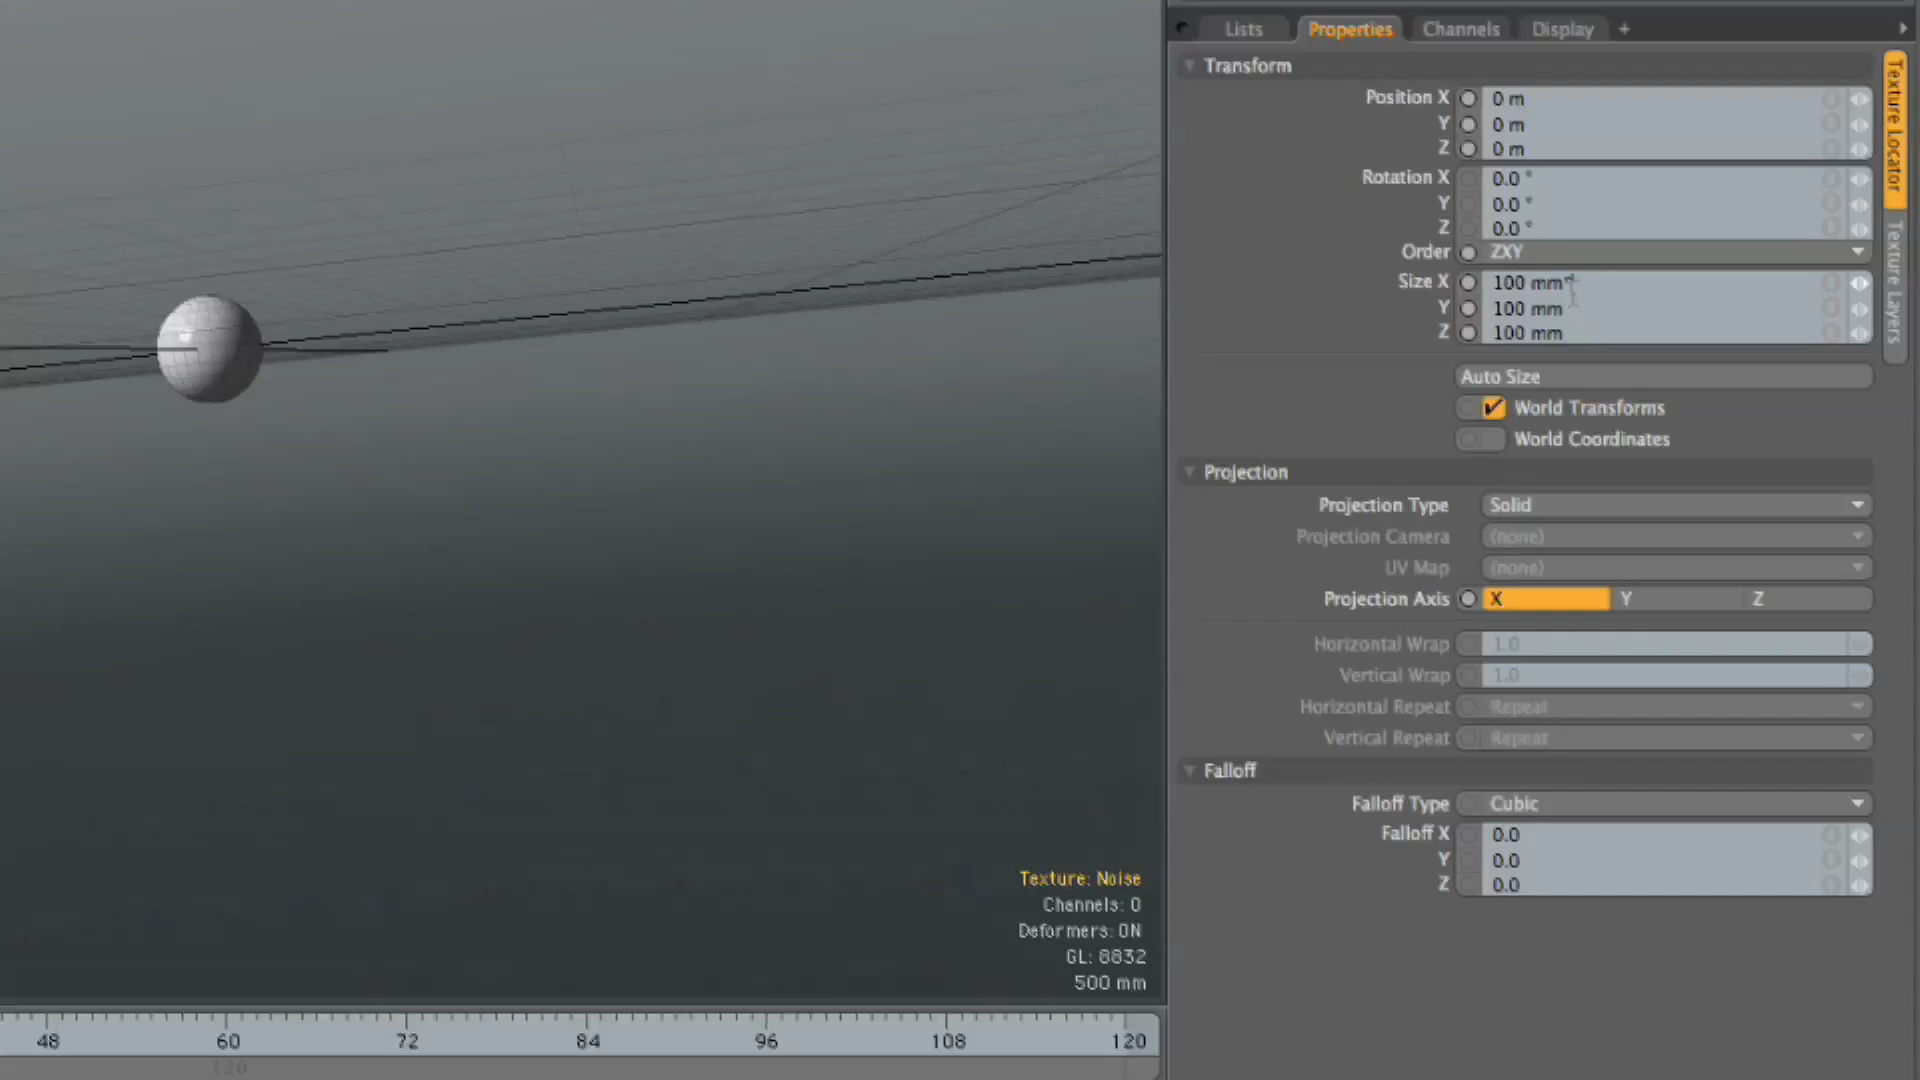 Lists Properties Channels Display +
Transform
Position X 0 m
Y 0 m
Z 0 m
Rotation X 0.0 °
Y 0.0 °
Z 0.0 °
Order ZXY
Size X 100 mm
Y 100 mm
Z 100 mm
Auto Size
World Transforms
World Coordinates
Projection
Projection Type Solid
Projection Camera (none)
UV Map (none)
Projection Axis X Y Z
Horizontal Wrap 1.0
Vertical Wrap 1.0
Horizontal Repeat Repeat
Vertical Repeat Repeat
Falloff
Falloff Type Cubic
Falloff X 0.0
Y 0.0
Z 0.0
Texture Locator
Texture Layers
Texture: Noise
Channels: 0
Deformers: ON
GL: 8832
500 mm
48 60 72 84 96 108 120
120